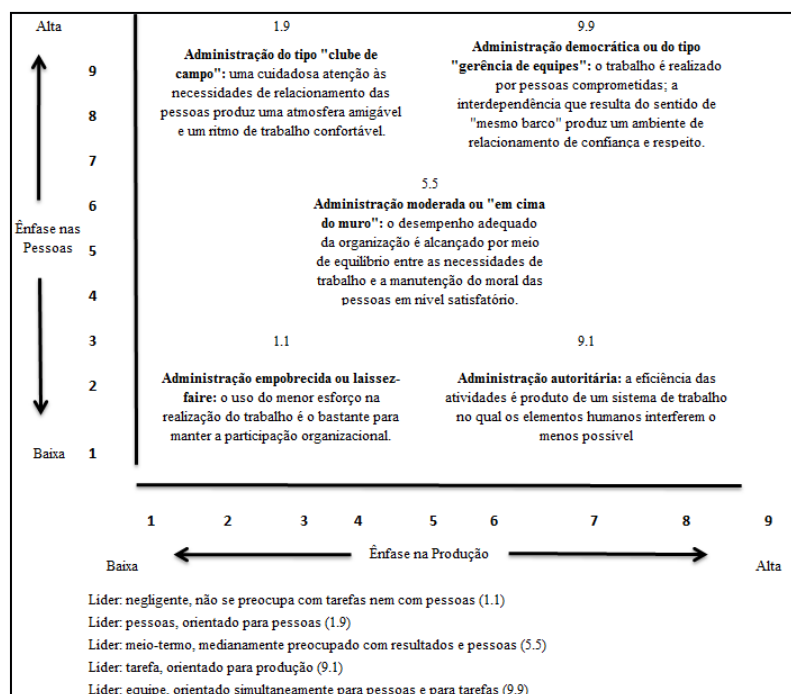 Alta
1.9
9.9
Administração do tipo "clube de
campo": uma cuidadosa atenção às
necessidades de relacionamento das
pessoas produz uma atmosfera amigável
e um ritmo de trabalho confortável.
Administração democrática ou do tipo
"gerência de equipes": o trabalho é realizado
por pessoas comprometidas; a
interdependência que resulta do sentido de
"mesmo barco" produz um ambiente de
relacionamento de confiança e respeito.
9
8
7
6
5
4
3
2
1
Ênfase nas
Pessoas
Baixa
5.5
Administração moderada ou "em cima
do muro": o desempenho adequado
da organização é alcançado por meio
de equilíbrio entre as necessidades de
trabalho e a manutenção do moral das
pessoas em nível satisfatório.
1.1
9.1
Administração empobrecida ou laissez-
faire: o uso do menor esforço na
realização do trabalho é o bastante para
manter a participação organizacional.
Administração autoritária: a eficiência das
atividades é produto de um sistema de trabalho
no qual os elementos humanos interferem o
menos possível
1 2 3 4 5 6 7 8 9
Baixa
Ênfase na Produção
Alta
Líder: negligente, não se preocupa com tarefas nem com pessoas (1.1)
Líder: pessoas, orientado para pessoas (1.9)
Líder: meio-termo, medianamente preocupado com resultados e pessoas (5.5)
Líder: tarefa, orientado para produção (9.1)
Líder: equipe, orientado simultaneamente para pessoas e para tarefas (9.9)